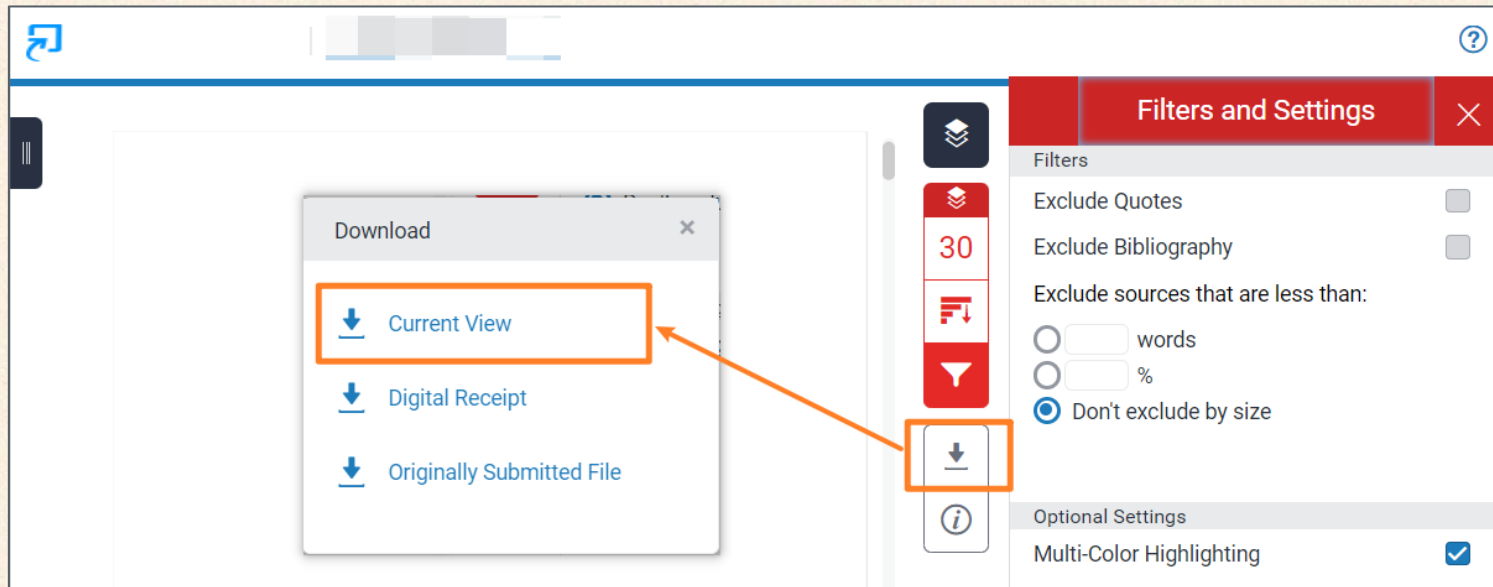 Filters and Settings
Filters
Exclude Quotes
Exclude Bibliography
Exclude sources that are less than:
words
%
Don't exclude by size
Optional Settings
Multi-Color Highlighting
30
Download
Current View
Digital Receipt
Originally Submitted File